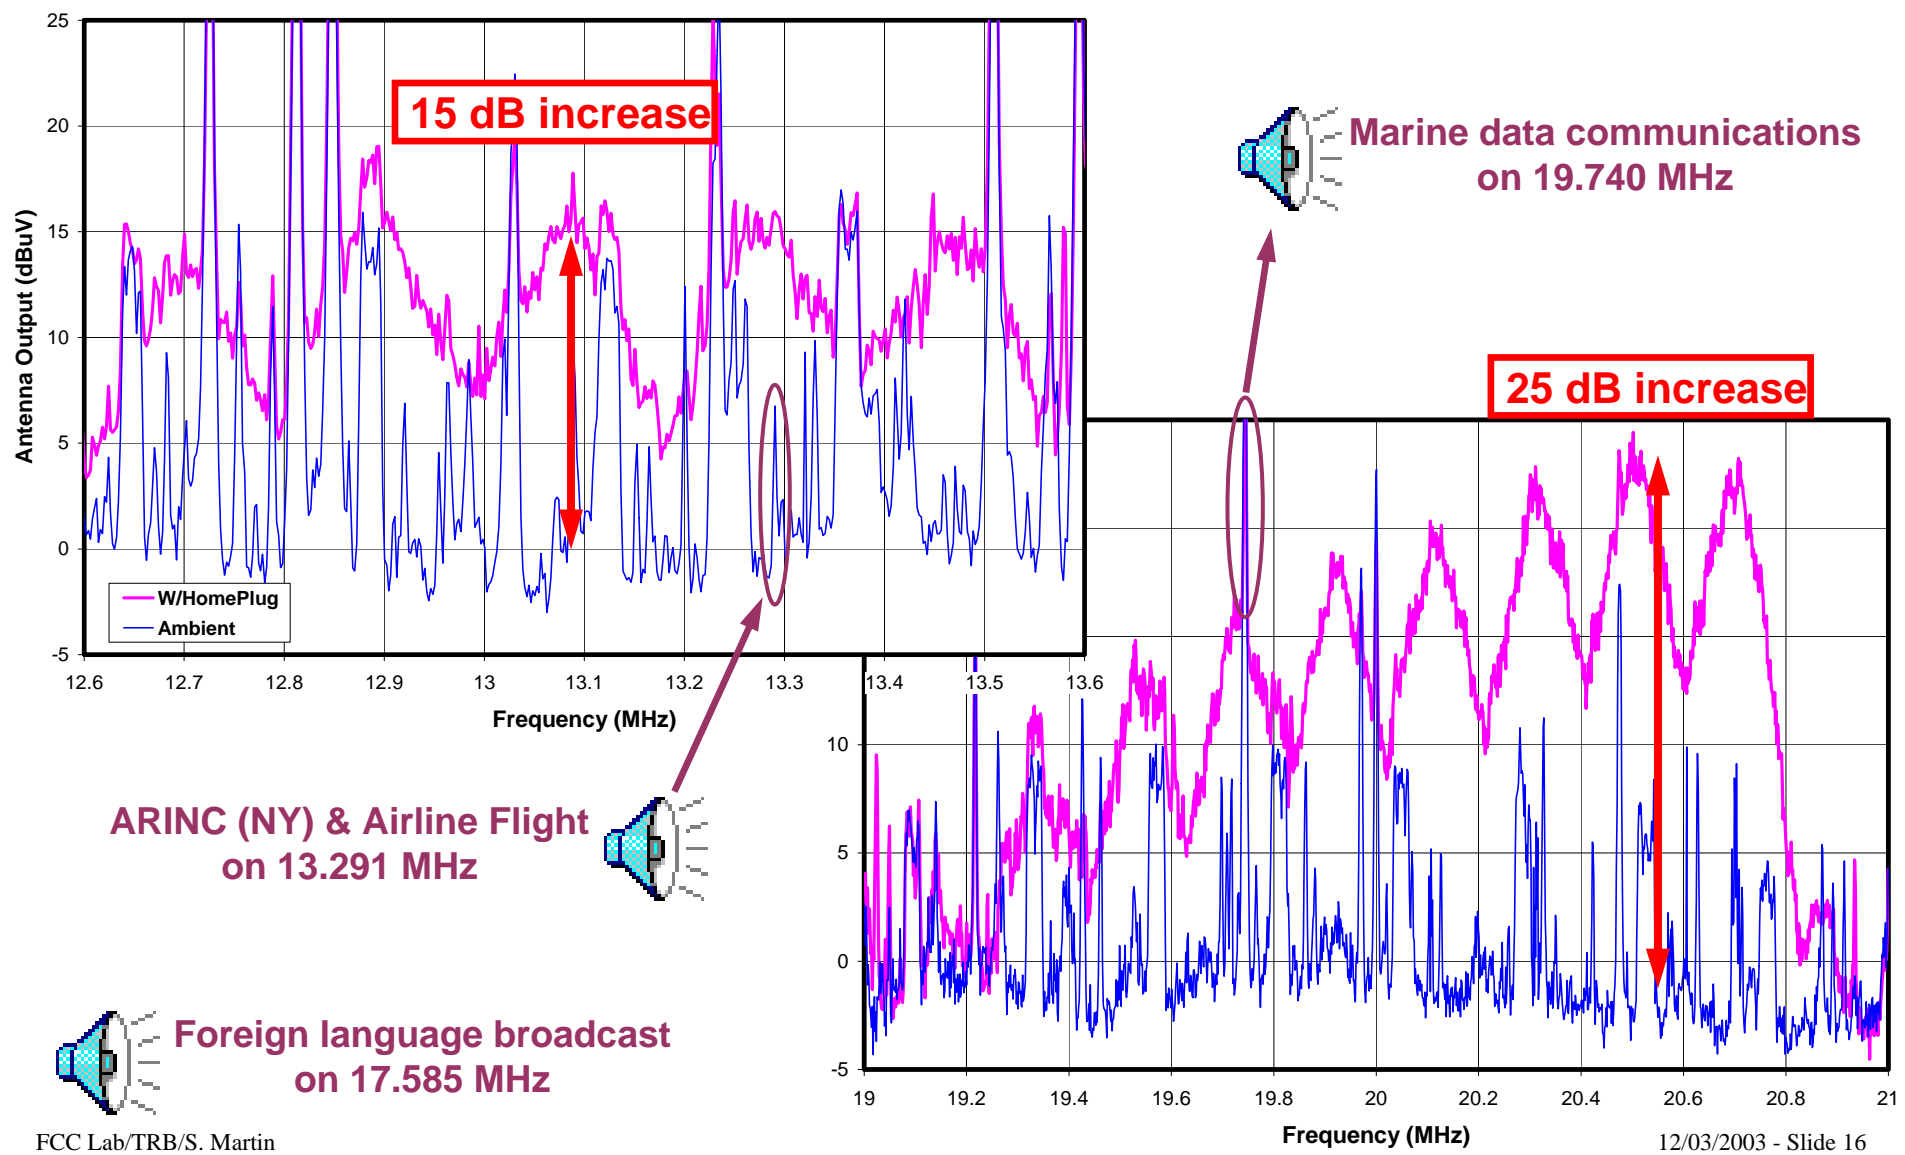 25
20
15
10
5
0
-5
Antenna Output (dBuV)
15 dB increase
W/HomePlug
Ambient
12.6 12.7 12.8 12.9 13 13.1 13.2 13.3 13.4 13.5 13.6
Frequency (MHz)
Marine data communications
on 19.740 MHz
25 dB increase
ARINC (NY) & Airline Flight
on 13.291 MHz
10
5
0
-5
19 19.2 19.4 19.6 19.8 20 20.2 20.4 20.6 20.8 21
Frequency (MHz)
Foreign language broadcast
on 17.585 MHz
FCC Lab/TRB/S. Martin
12/03/2003 - Slide 16